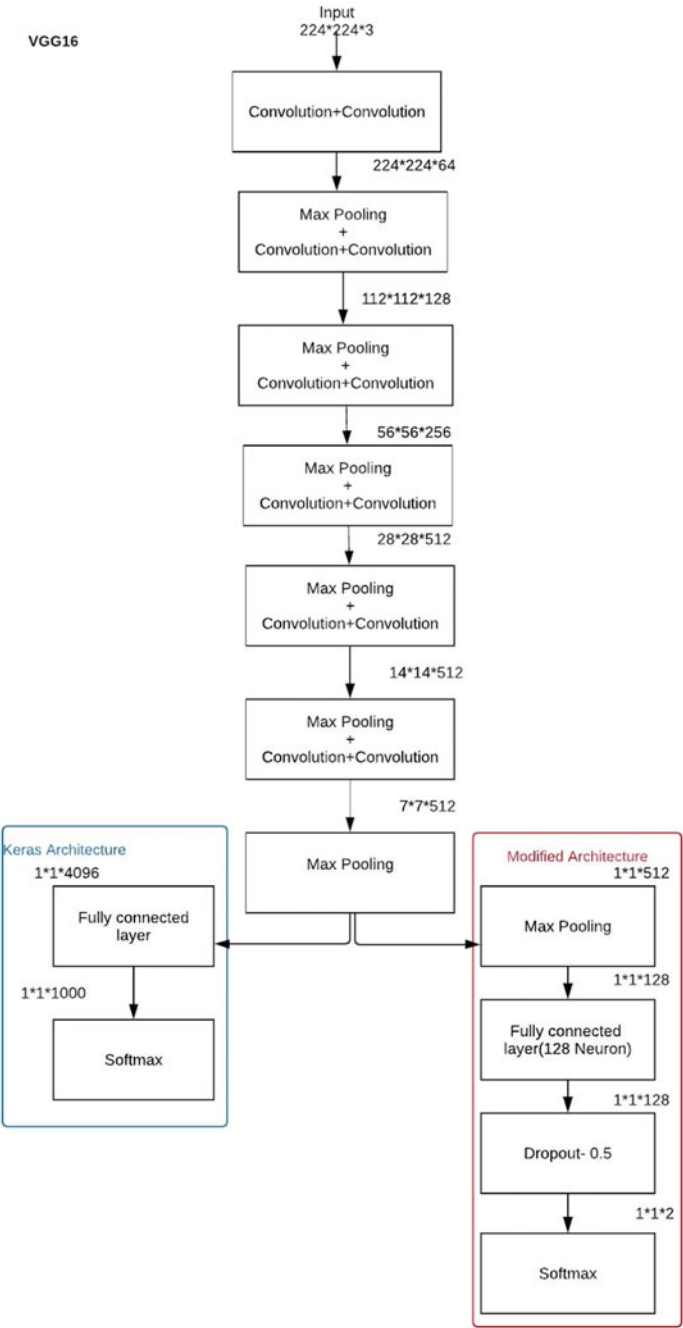 VGG16
Input
224*224*3
Convolution+Convolution
224*224*64
Max Pooling
+
Convolution+Convolution
112*112*128
Max Pooling
+
Convolution+Convolution
56*56*256
Max Pooling
+
Convolution+Convolution
28*28*512
Max Pooling
+
Convolution+Convolution
14*14*512
Max Pooling
+
Convolution+Convolution
7*7*512
Max Pooling
Keras Architecture
1*1*4096
Fully connected
layer
1*1*1000
Softmax
Modified Architecture
1*1*512
Max Pooling
1*1*128
Fully connected
layer(128 Neuron)
1*1*128
Dropout- 0.5
1*1*2
Softmax